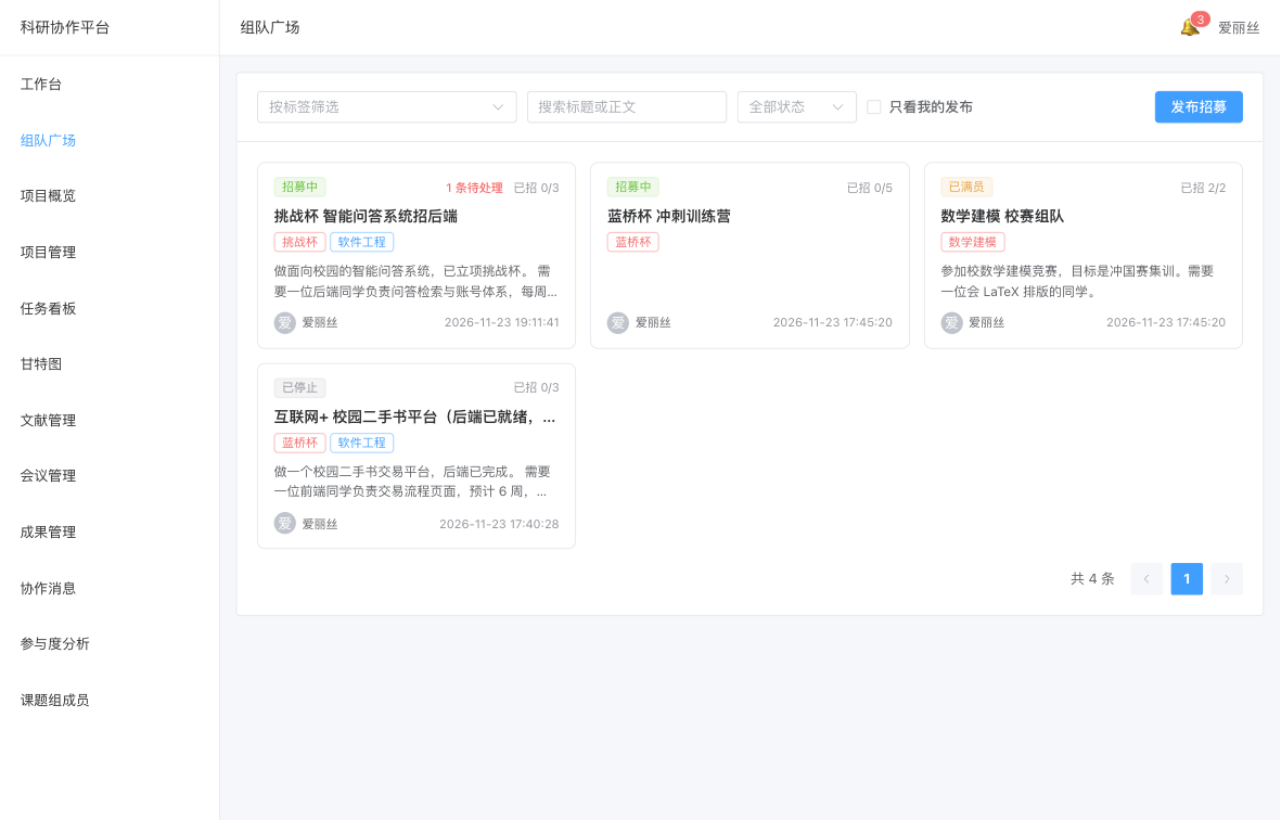 科研协作平台
组队广场
3
爱丽丝
工作台
组队广场
项目概览
项目管理
任务看板
甘特图
文献管理
会议管理
成果管理
协作消息
参与度分析
课题组成员
按标签筛选
搜索标题或正文
全部状态
只看我的发布
发布招募
招募中 1 条待处理 已招 0/3
挑战杯 智能问答系统招后端
挑战杯 软件工程
做面向校园的智能问答系统，已立项挑战杯。 需
要一位后端同学负责问答检索与账号体系，每周...
爱 爱丽丝 2026-11-23 19:11:41
招募中 已招 0/5
蓝桥杯 冲刺训练营
蓝桥杯
爱 爱丽丝 2026-11-23 17:45:20
已满员 已招 2/2
数学建模 校赛组队
数学建模
参加校数学建模竞赛，目标是冲国赛集训。需要
一位会 LaTeX 排版的同学。
爱 爱丽丝 2026-11-23 17:45:20
已停止 已招 0/3
互联网+ 校园二手书平台（后端已就绪，...
蓝桥杯 软件工程
做一个校园二手书交易平台，后端已完成。 需要
一位前端同学负责交易流程页面，预计 6 周，...
爱 爱丽丝 2026-11-23 17:40:28
共 4 条
1